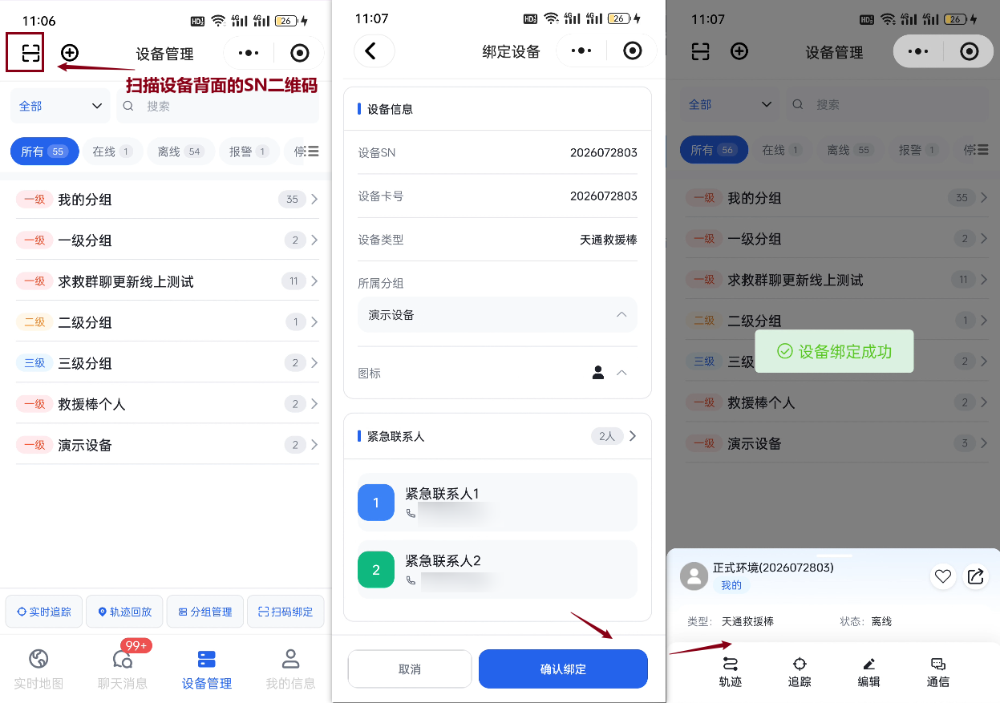 11:06
HD 4G 4G 26
设备管理
扫描设备背面的SN二维码
全部
搜索
所有 55
在线 1
离线 54
报警 1
停
一级 我的分组 35
一级 一级分组 2
一级 求救群聊更新线上测试 11
二级 二级分组 1
三级 三级分组 2
一级 救援棒个人 2
一级 演示设备 2
实时追踪
轨迹回放
分组管理
扫码绑定
99+
实时地图
聊天消息
设备管理
我的信息
11:07
HD 4G 4G 26
绑定设备
设备信息
设备SN 2026072803
设备卡号 2026072803
设备类型 天通救援棒
所属分组
演示设备
图标
紧急联系人 2人
1 紧急联系人1
2 紧急联系人2
取消
确认绑定
11:07
HD 4G 4G 26
设备管理
全部
搜索
所有 56
在线 1
离线 55
报警 1
停
一级 我的分组 35
一级 一级分组 2
一级 求救群聊更新线上测试 11
二级 二级分组 1
设备绑定成功
三级 三级 2
一级 救援棒个人 2
一级 演示设备 3
正式环境(2026072803)
我的
类型: 天通救援棒
状态: 离线
轨迹
追踪
编辑
通信